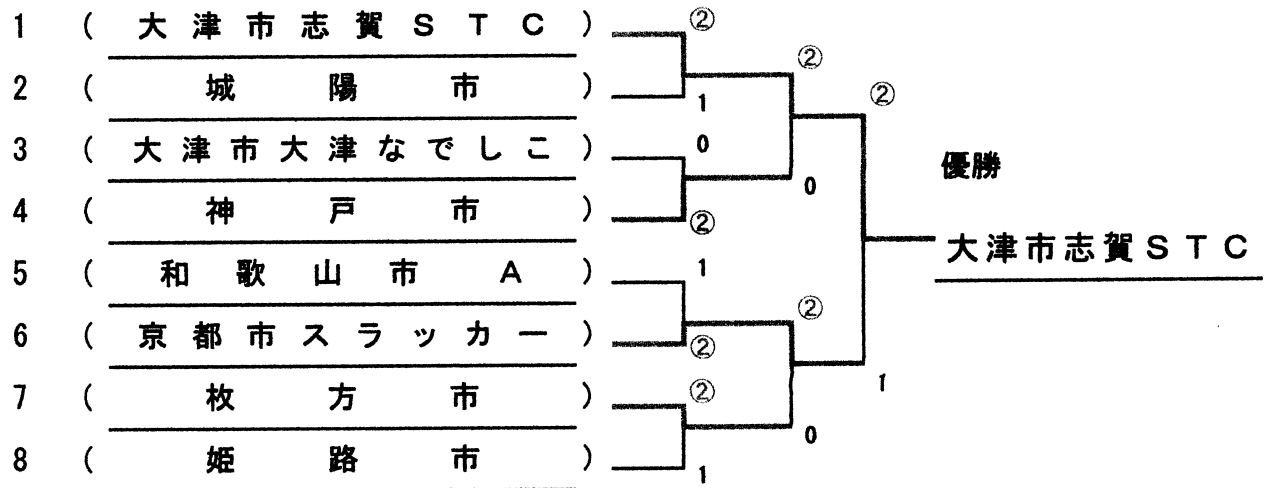 1 ( 大津市志賀STC ) ②
2 ( 城陽市 ) 1
3 ( 大津市大津なでしこ ) 0
4 ( 神戸市 ) ②
5 ( 和歌山市A ) 1
6 ( 京都市スラッカー ) ②
7 ( 枚方市 ) ②
8 ( 姫路市 ) 1
②
0
②
0
②
1
優勝
大津市志賀STC